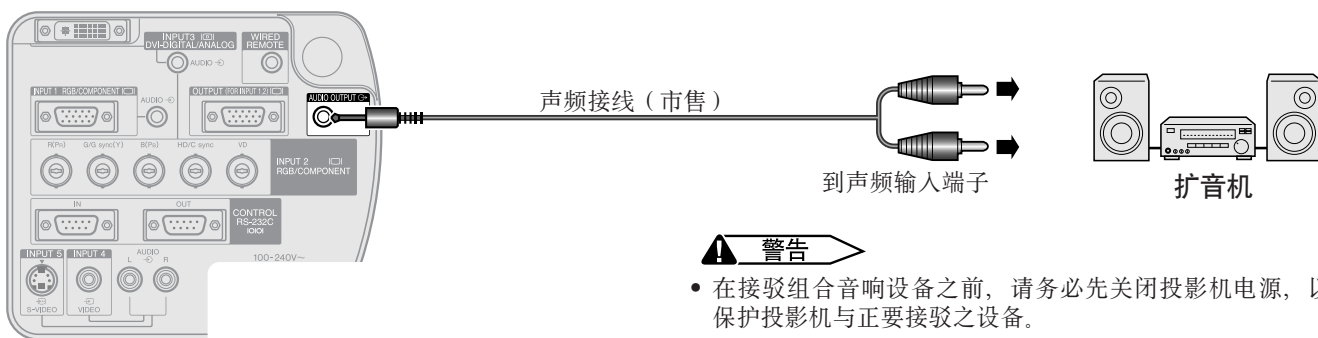 INPUT3
DVI-DIGITAL/ANALOG
WIRED
REMOTE
AUDIO
INPUT 1 RGB/COMPONENT
AUDIO
OUTPUT (FOR INPUT 1,2)
AUDIO OUTPUT
R(PR) G/G sync(Y) B(PB) HD/C sync VD
INPUT 2
RGB/COMPONENT
IN OUT
CONTROL
RS-232C
IOIOI
INPUT 5 INPUT 4 AUDIO
L R
S-VIDEO VIDEO
100-240V~
声频接线（市售）
到声频输入端子
扩音机
警告
• 在接驳组合音响设备之前，请务必先关闭投影机电源，以
保护投影机与正要接驳之设备。